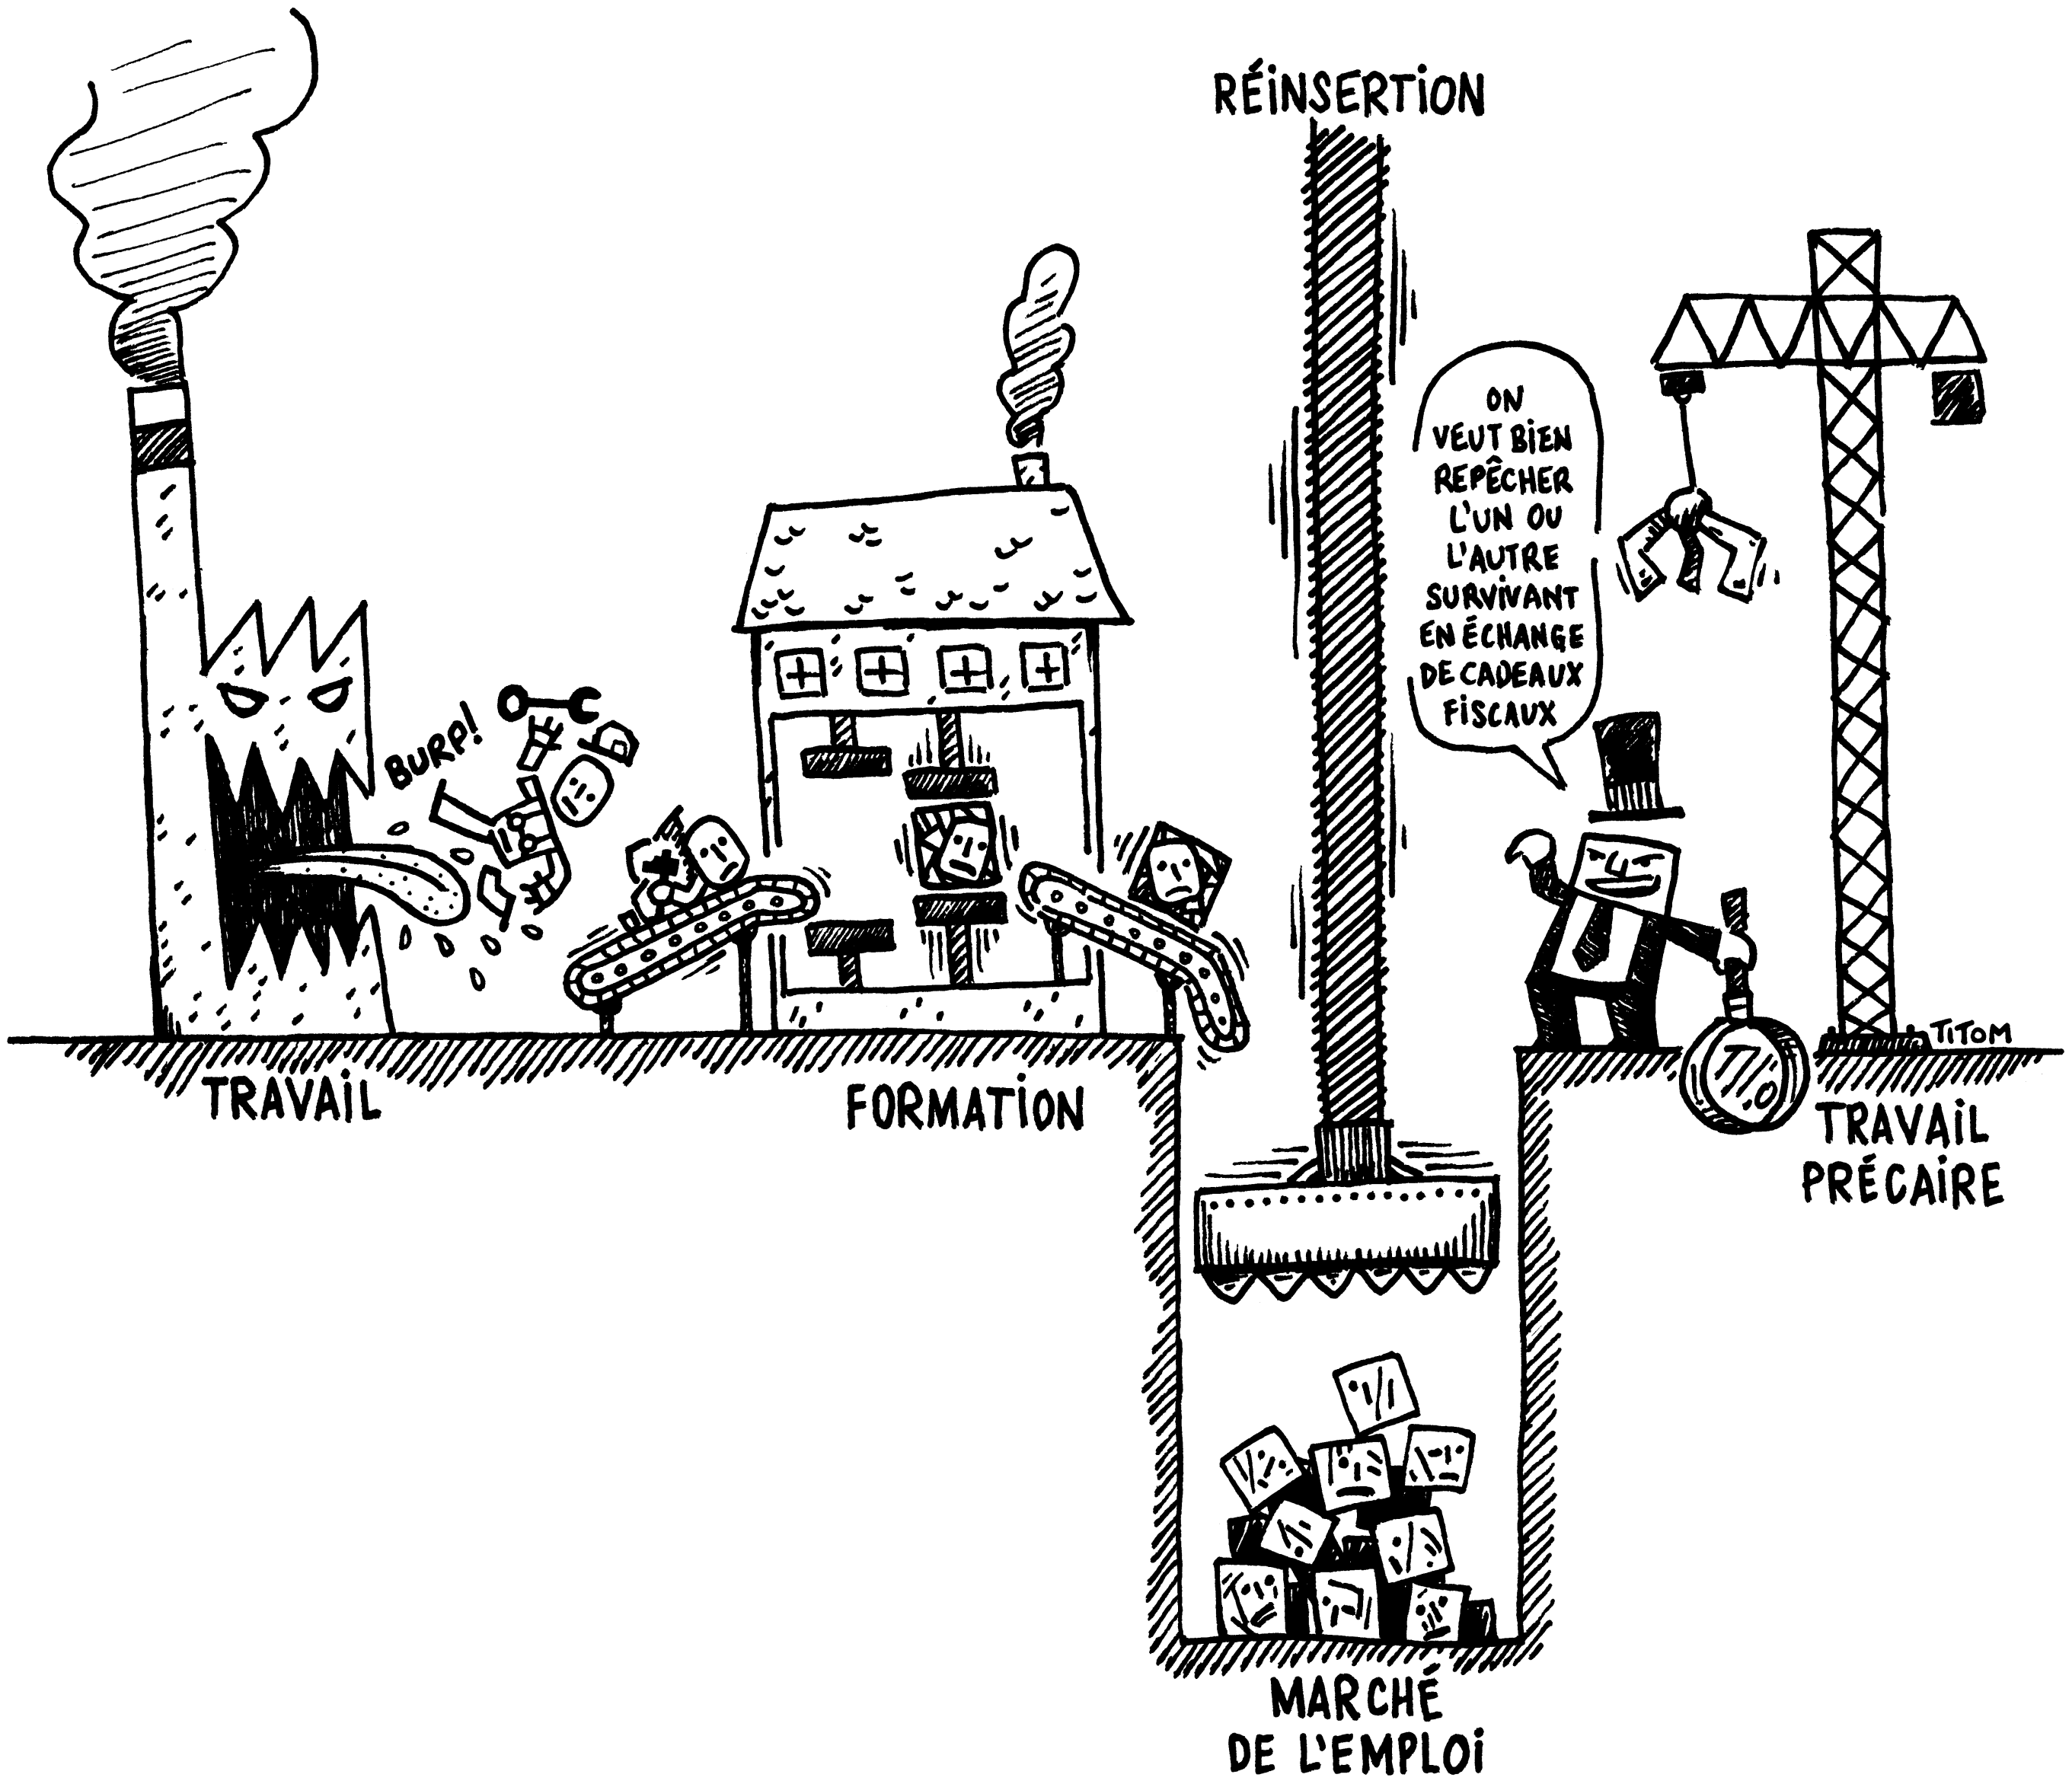 RÉINSERTION
ON
VEUT BIEN
REPÊCHER
L'UN OU
L'AUTRE
SURVIVANT
EN ÉCHANGE
DE CADEAUX
FISCAUX
BURP!
TITOM
TRAVAIL
FORMATION
TRAVAIL
PRÉCAIRE
MARCHÉ
DE L'EMPLOI